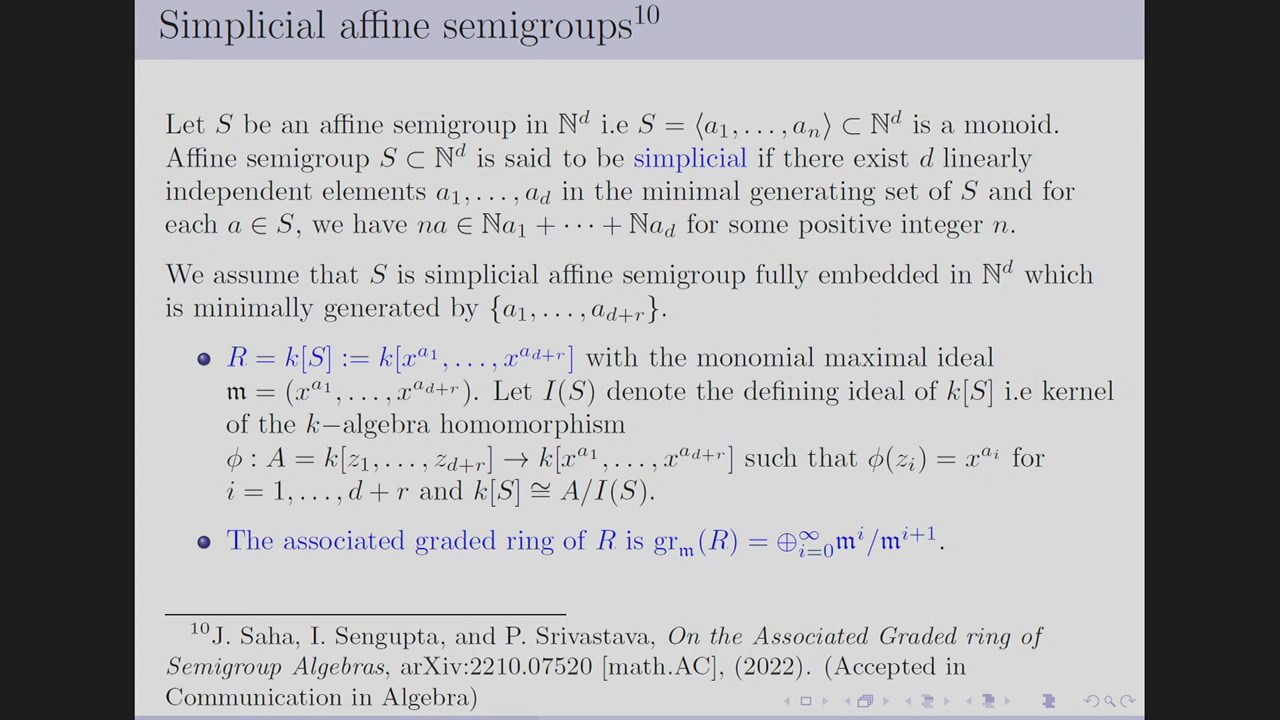 Simplicial affine semigroups¹⁰
Let S be an affine semigroup in ℕᵈ i.e S = ⟨a₁, . . . , aₙ⟩ ⊂ ℕᵈ is a monoid.
Affine semigroup S ⊂ ℕᵈ is said to be simplicial if there exist d linearly
independent elements a₁, . . . , a_d in the minimal generating set of S and for
each a ∈ S, we have na ∈ ℕa₁ + ··· + ℕa_d for some positive integer n.
We assume that S is simplicial affine semigroup fully embedded in ℕᵈ which
is minimally generated by {a₁, . . . , a_{d+r}}.
R = k[S] := k[x^{a₁}, . . . , x^{a_{d+r}}] with the monomial maximal ideal
𝔪 = (x^{a₁}, . . . , x^{a_{d+r}}). Let I(S) denote the defining ideal of k[S] i.e kernel
of the k−algebra homomorphism
ϕ : A = k[z₁, . . . , z_{d+r}] → k[x^{a₁}, . . . , x^{a_{d+r}}] such that ϕ(zᵢ) = x^{aᵢ} for
i = 1, . . . , d + r and k[S] ≅ A/I(S).
The associated graded ring of R is gr_𝔪(R) = ⊕_{i=0}^∞ 𝔪ⁱ/𝔪ⁱ⁺¹.
¹⁰J. Saha, I. Sengupta, and P. Srivastava, On the Associated Graded ring of
Semigroup Algebras, arXiv:2210.07520 [math.AC], (2022). (Accepted in
Communication in Algebra)